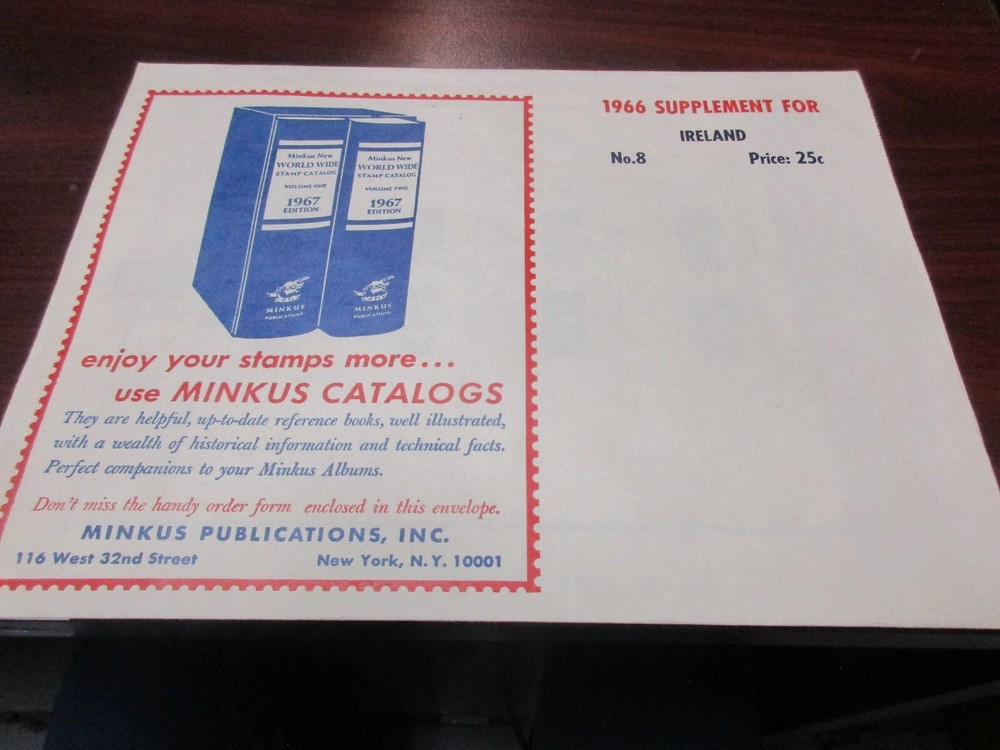 1966 SUPPLEMENT FOR
IRELAND
No.8 Price: 25c
Minkus New
WORLD WIDE
STAMP CATALOG
VOLUME ONE
1967
EDITION
MINKUS
PUBLICATIONS
Minkus New
WORLD WIDE
STAMP CATALOG
VOLUME TWO
1967
EDITION
MINKUS
PUBLICATIONS
enjoy your stamps more...
use MINKUS CATALOGS
They are helpful, up-to-date reference books, well illustrated,
with a wealth of historical information and technical facts.
Perfect companions to your Minkus Albums.
Don't miss the handy order form enclosed in this envelope.
MINKUS PUBLICATIONS, INC.
116 West 32nd Street New York, N.Y. 10001